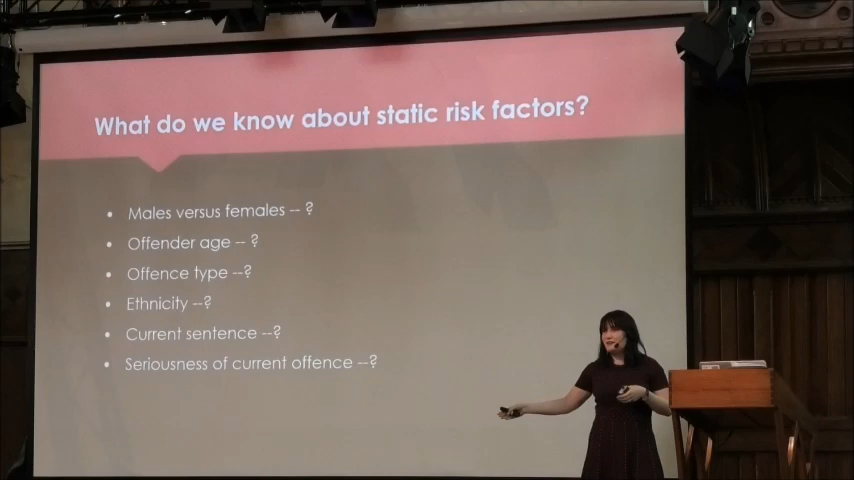 What do we know about static risk factors?
• Males versus females -- ?
• Offender age -- ?
• Offence type --?
• Ethnicity --?
• Current sentence --?
• Seriousness of current offence --?